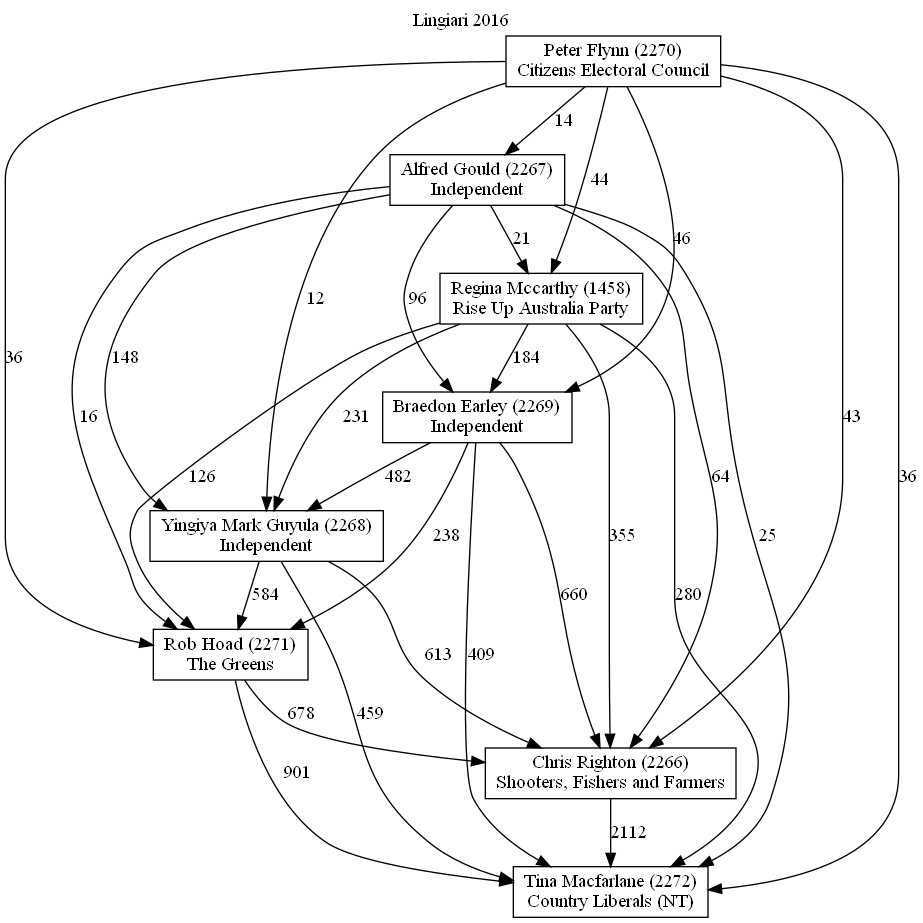 Lingiari 2016
Peter Flynn (2270)
Citizens Electoral Council
14
Alfred Gould (2267)
Independent
44
46
21
Regina Mccarthy (1458)
Rise Up Australia Party
12
96
36
148
184
16
231
43
Braedon Earley (2269)
Independent
126
482
64
36
Yingiya Mark Guyula (2268)
Independent
238
355
25
584
660
280
Rob Hoad (2271)
The Greens
613
409
678
459
Chris Righton (2266)
Shooters, Fishers and Farmers
901
2112
Tina Macfarlane (2272)
Country Liberals (NT)